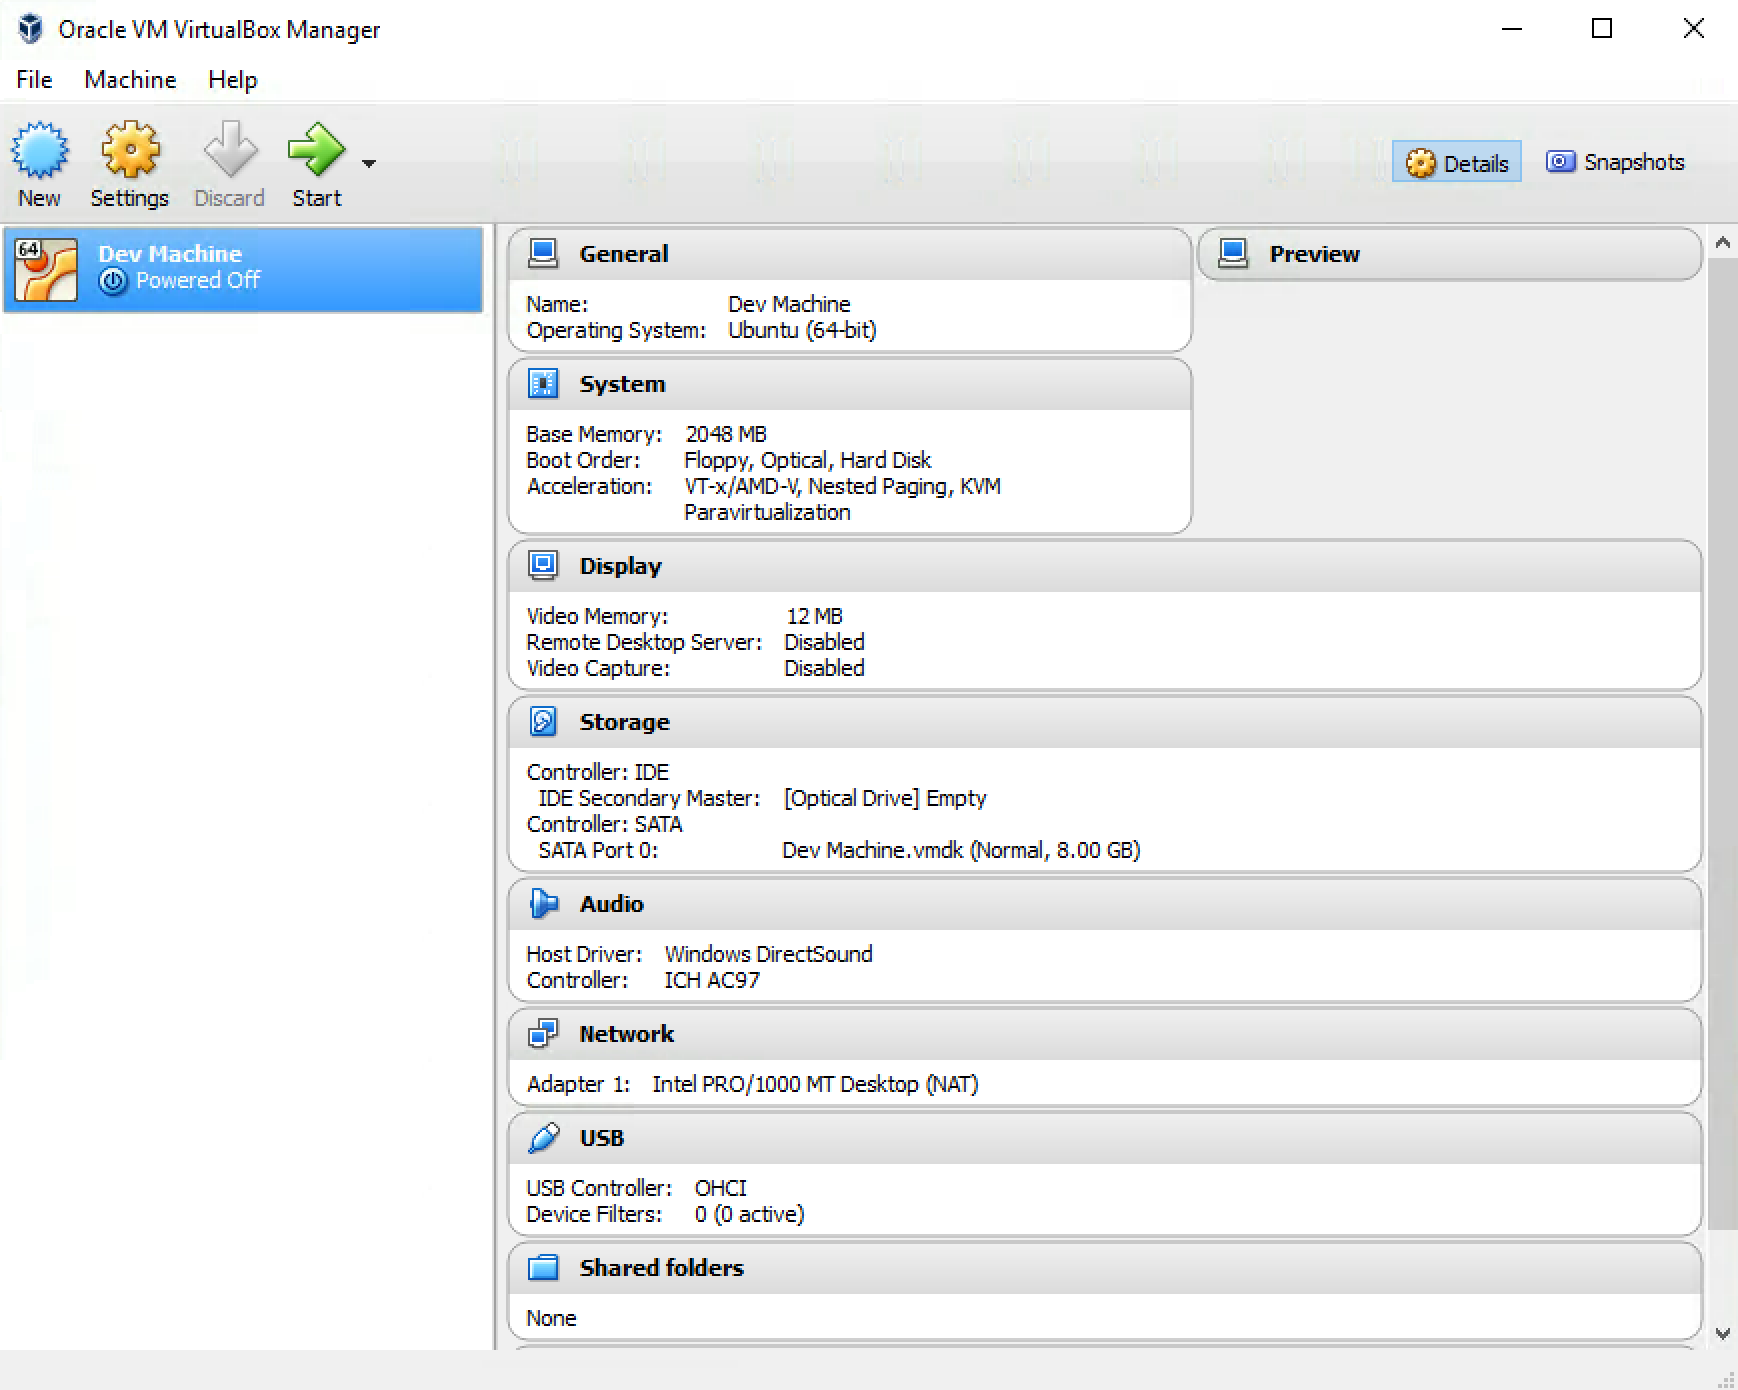 Oracle VM VirtualBox Manager
File Machine Help
New Settings Discard Start
Details Snapshots
64
Dev Machine
Powered Off
General
Name: Dev Machine
Operating System: Ubuntu (64-bit)
Preview
System
Base Memory: 2048 MB
Boot Order: Floppy, Optical, Hard Disk
Acceleration: VT-x/AMD-V, Nested Paging, KVM
Paravirtualization
Display
Video Memory: 12 MB
Remote Desktop Server: Disabled
Video Capture: Disabled
Storage
Controller: IDE
IDE Secondary Master: [Optical Drive] Empty
Controller: SATA
SATA Port 0: Dev Machine.vmdk (Normal, 8.00 GB)
Audio
Host Driver: Windows DirectSound
Controller: ICH AC97
Network
Adapter 1: Intel PRO/1000 MT Desktop (NAT)
USB
USB Controller: OHCI
Device Filters: 0 (0 active)
Shared folders
None